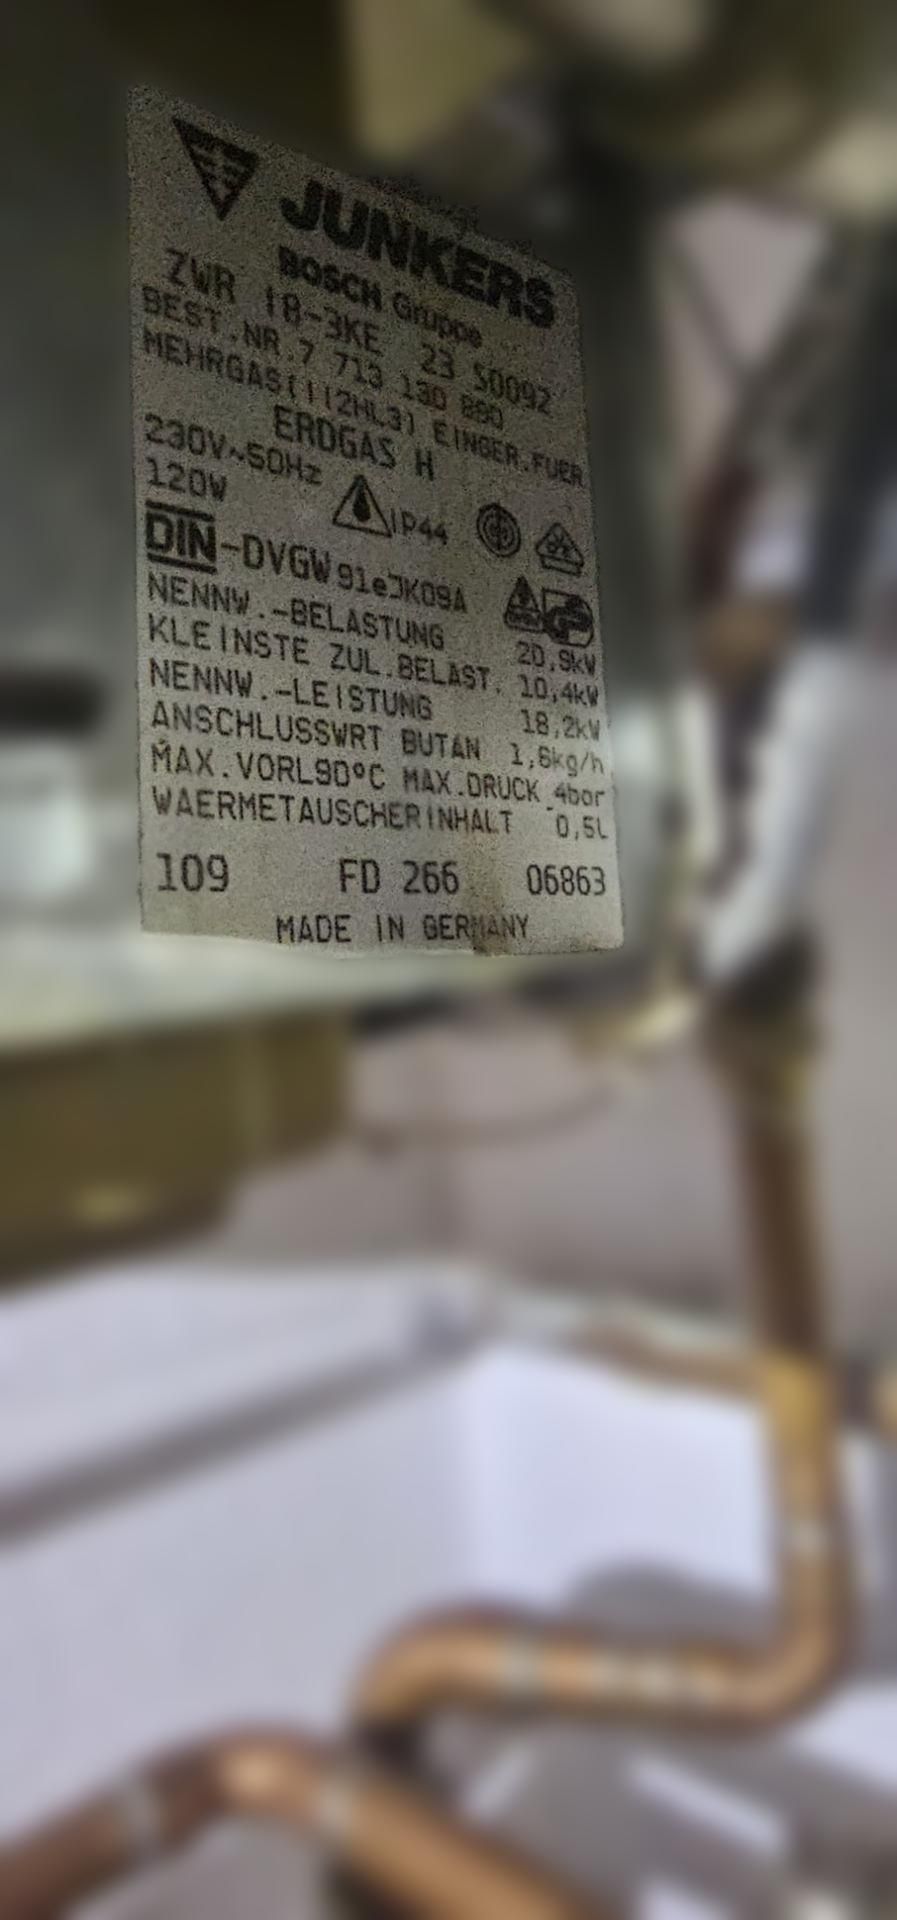 JUNKERS
BOSCH Gruppe
ZWR 18-3KE 23 S0092
BEST.NR.7 713 130 880
MEHRGAS(II2HL3) EINGER.FUER
ERDGAS H
230V~50Hz
120W
IP44
DIN-DVGW 91eJK09A
NENNW.-BELASTUNG 20,9kW
KLEINSTE ZUL.BELAST. 10,4kW
NENNW.-LEISTUNG 18,2kW
ANSCHLUSSWRT BUTAN 1,6kg/h
MAX.VORL90°C MAX.DRUCK 4bar
WAERMETAUSCHERINHALT 0,5L
109 FD 266 06863
MADE IN GERMANY